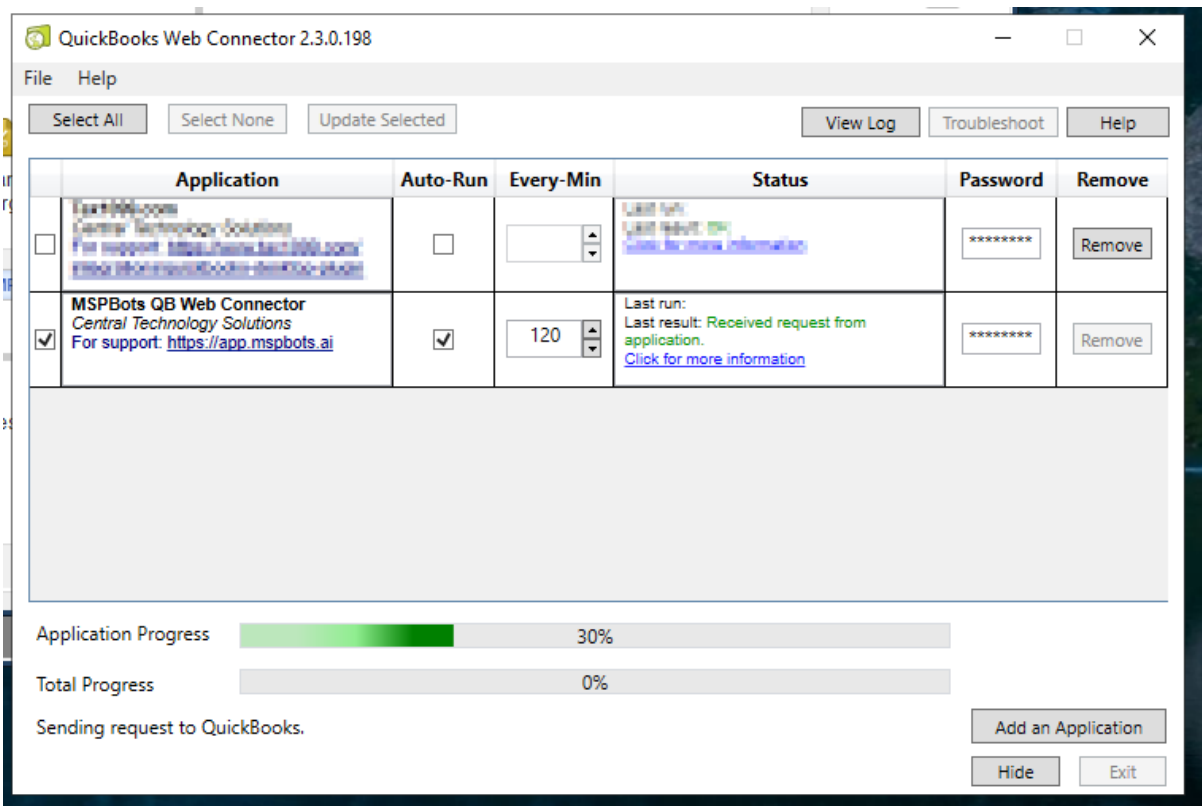 QuickBooks Web Connector 2.3.0.198
File Help
Select All Select None Update Selected View Log Troubleshoot Help
Application Auto-Run Every-Min Status Password Remove
Central Technology Solutions
******** Remove
MSPBots QB Web Connector
Central Technology Solutions
For support: https://app.mspbots.ai
120
Last run:
Last result: Received request from
application.
Click for more information
******** Remove
Application Progress 30%
Total Progress 0%
Sending request to QuickBooks.
Add an Application
Hide Exit